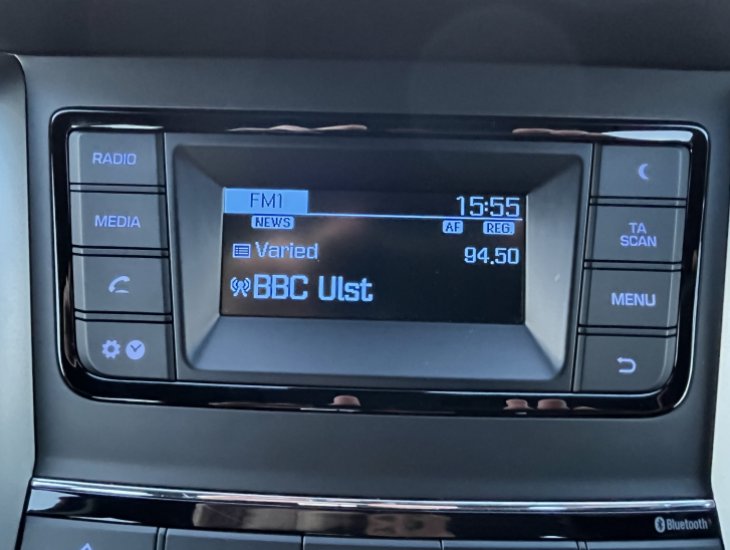 RADIO
MEDIA
FM1 15:55
NEWS AF REG
Varied 94.50
BBC Ulst
TA
SCAN
MENU
Bluetooth